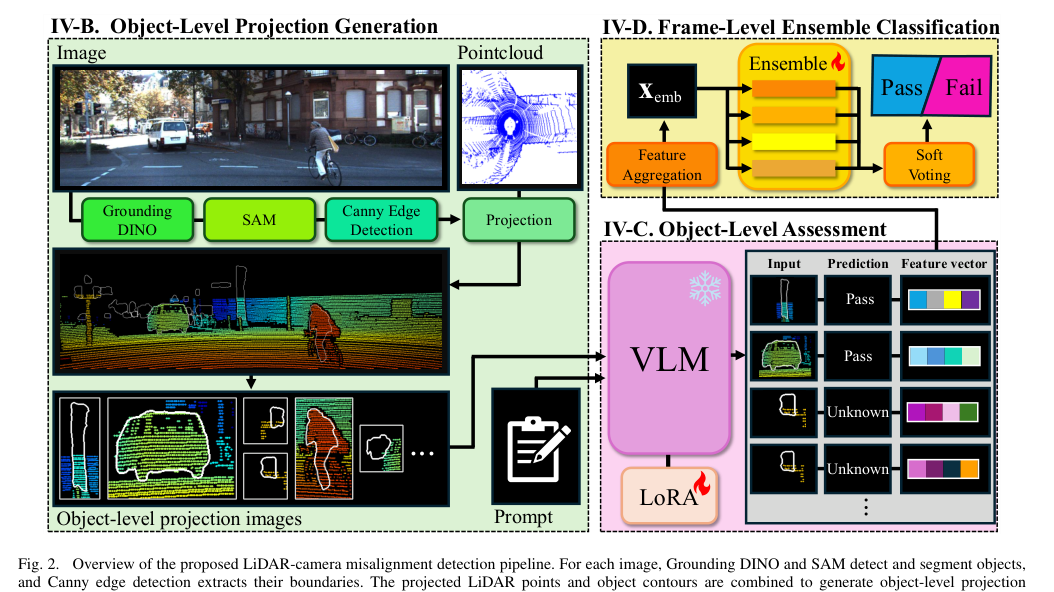 IV-B. Object-Level Projection Generation
Image
Pointcloud
Grounding
DINO
SAM
Canny Edge
Detection
Projection
Object-level projection images
...
Prompt
IV-D. Frame-Level Ensemble Classification
xemb
Ensemble
Pass
Fail
Feature
Aggregation
Soft
Voting
IV-C. Object-Level Assessment
VLM
LoRA
Input
Prediction
Feature vector
Pass
Pass
Unknown
Unknown
Fig. 2. Overview of the proposed LiDAR-camera misalignment detection pipeline. For each image, Grounding DINO and SAM detect and segment objects,
and Canny edge detection extracts their boundaries. The projected LiDAR points and object contours are combined to generate object-level projection